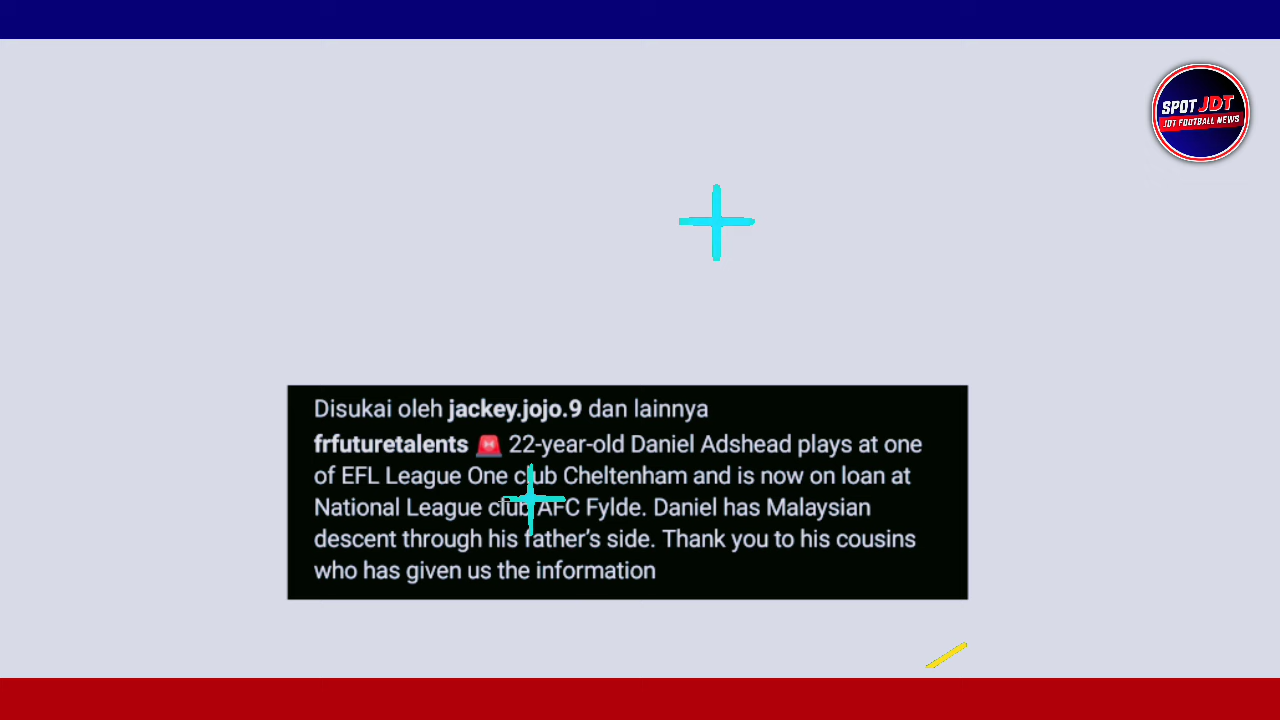 SPOT JDT
JDT FOOTBALL NEWS
Disukai oleh jackey.jojo.9 dan lainnya
frfuturetalents 🚨 22-year-old Daniel Adshead plays at one
of EFL League One club Cheltenham and is now on loan at
National League club AFC Fylde. Daniel has Malaysian
descent through his father's side. Thank you to his cousins
who has given us the information